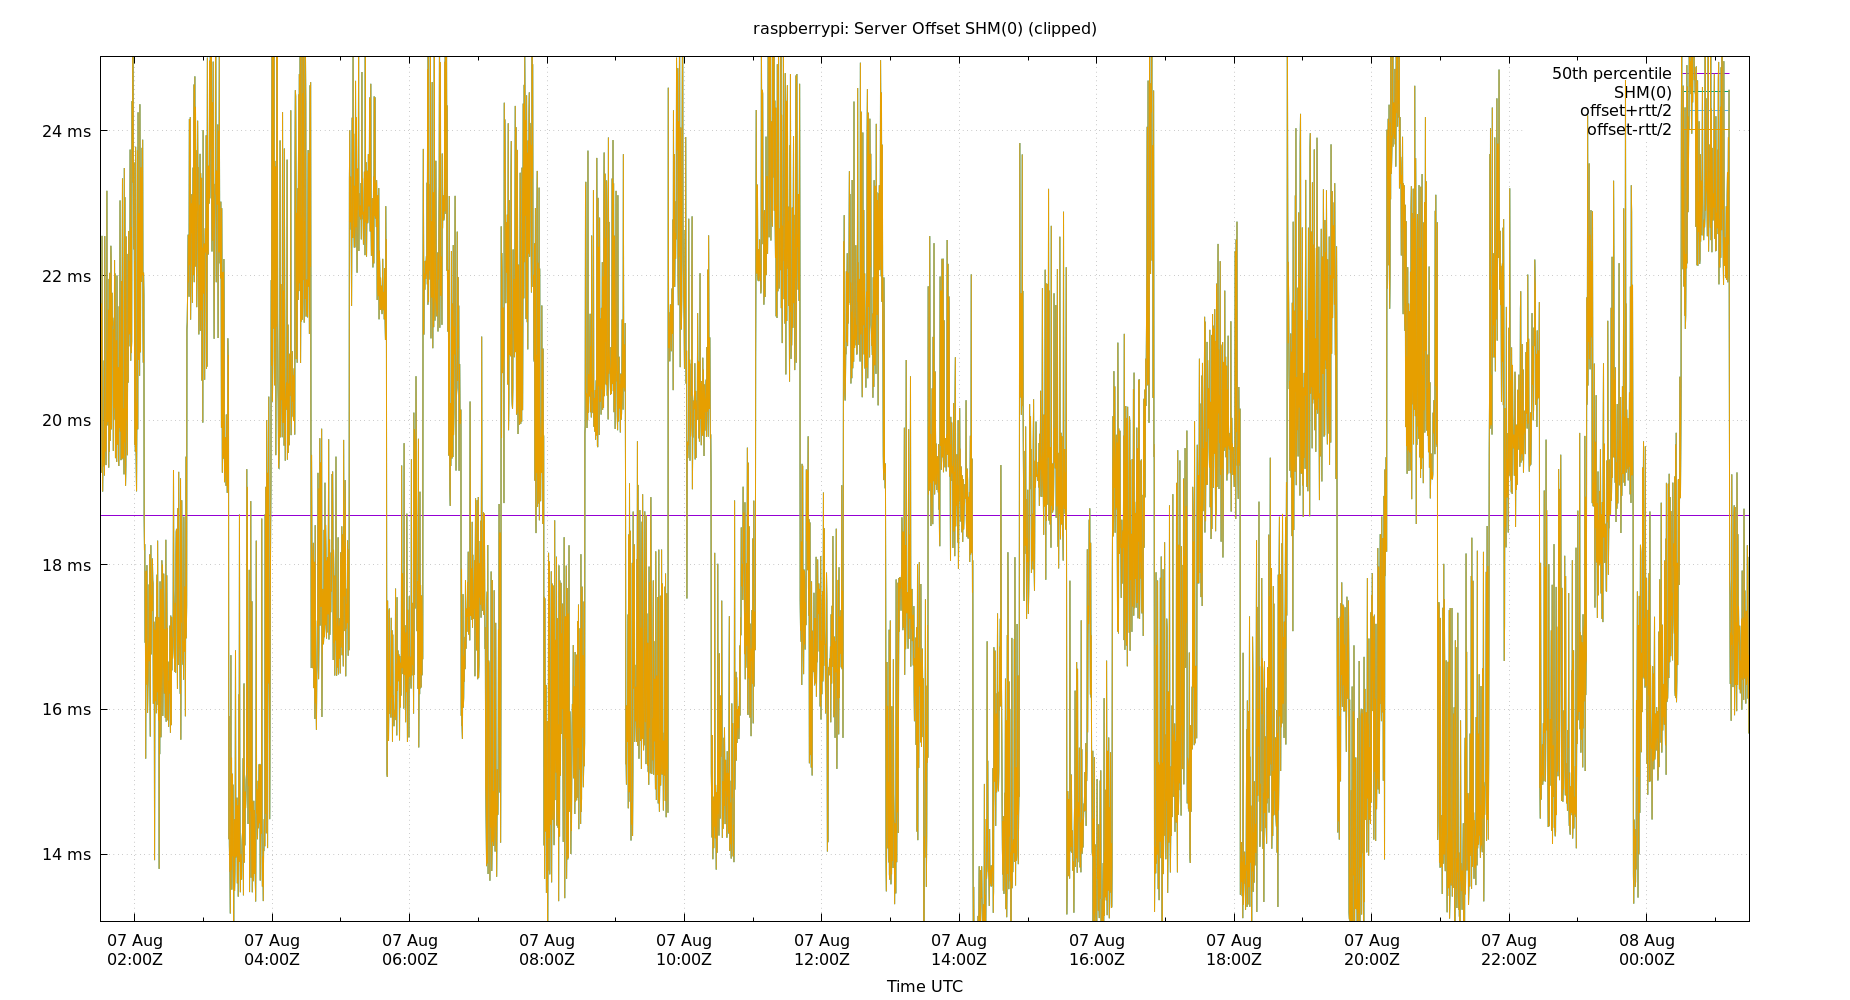 raspberrypi: Server Offset SHM(0) (clipped)
50th percentile
SHM(0)
offset+rtt/2
offset-rtt/2
24 ms
22 ms
20 ms
18 ms
16 ms
14 ms
07 Aug 07 Aug 07 Aug 07 Aug 07 Aug 07 Aug 07 Aug 07 Aug 07 Aug 07 Aug 07 Aug 08 Aug
02:00Z 04:00Z 06:00Z 08:00Z 10:00Z 12:00Z 14:00Z 16:00Z 18:00Z 20:00Z 22:00Z 00:00Z
Time UTC